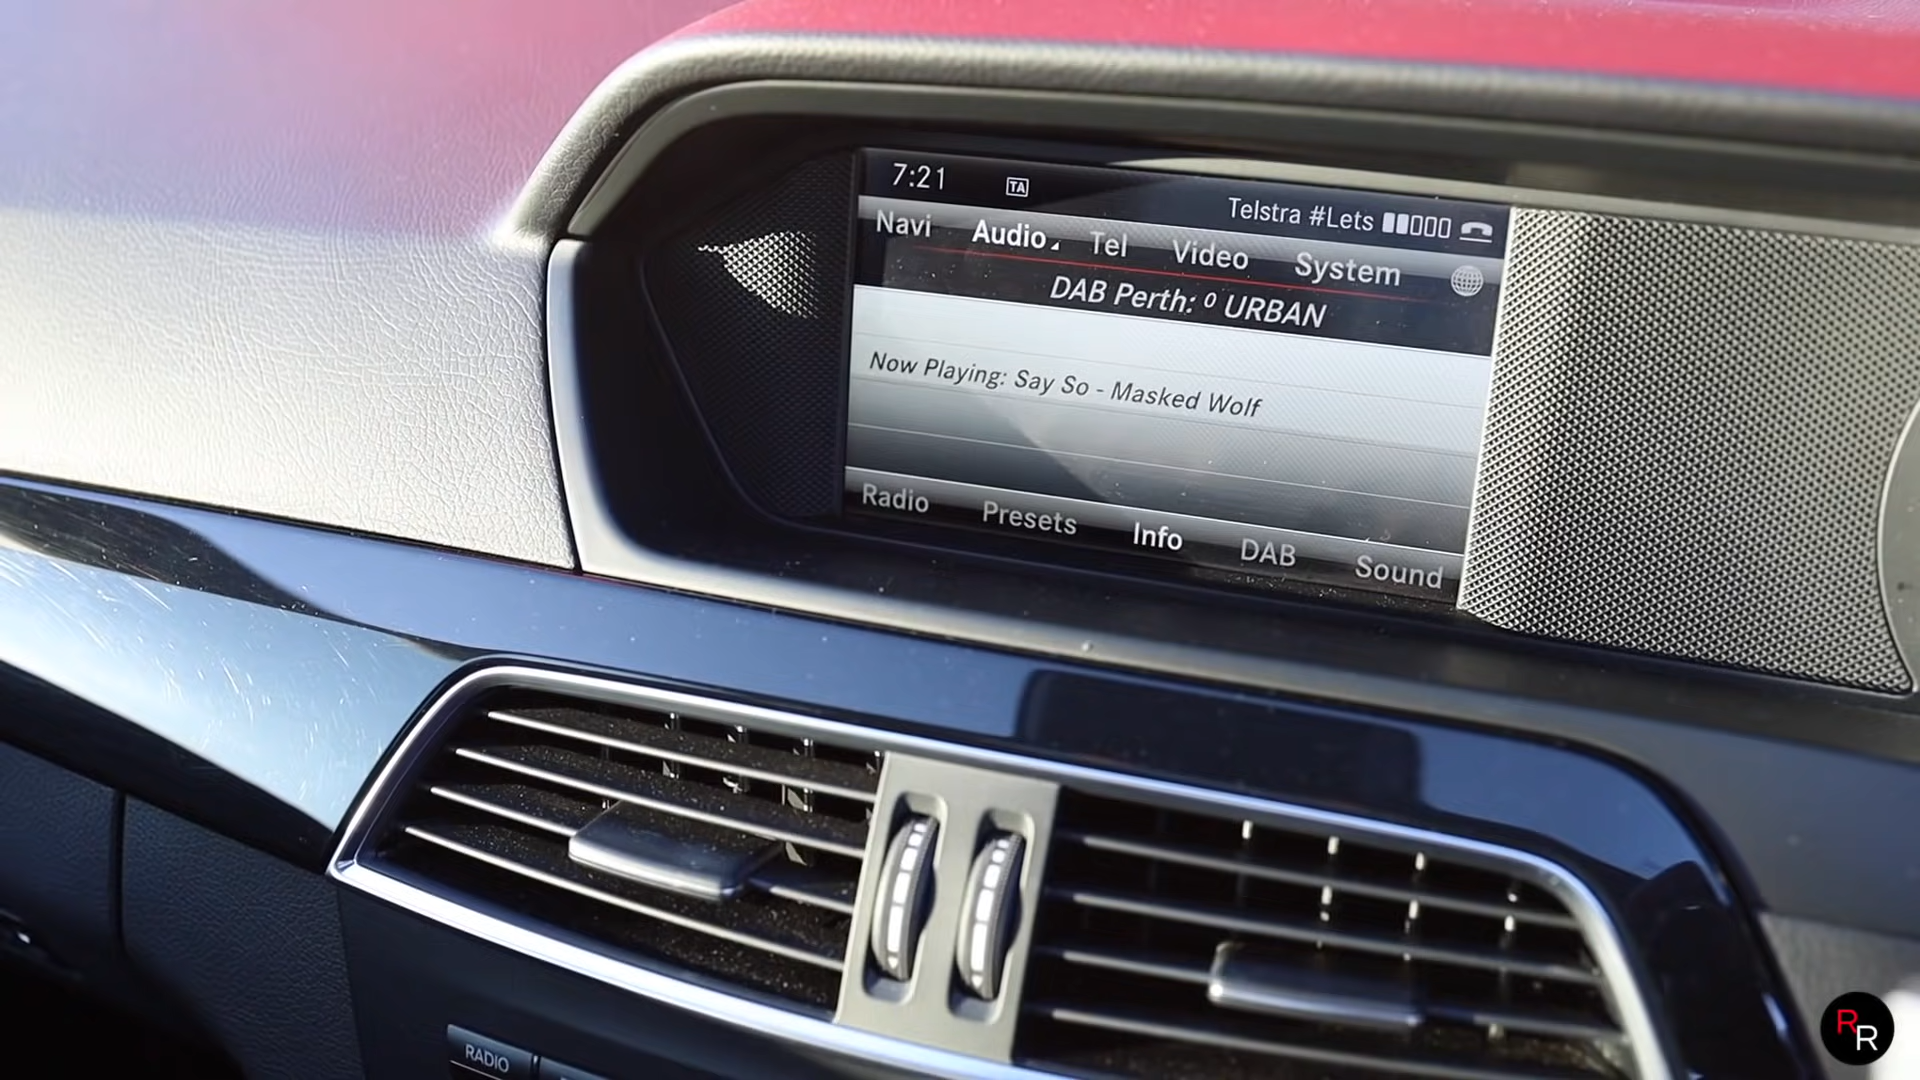 7:21 TA Telstra #Lets
Navi Audio Tel Video System
DAB Perth: ⁰ URBAN
Now Playing: Say So - Masked Wolf
Radio Presets Info DAB Sound
RADIO
RR